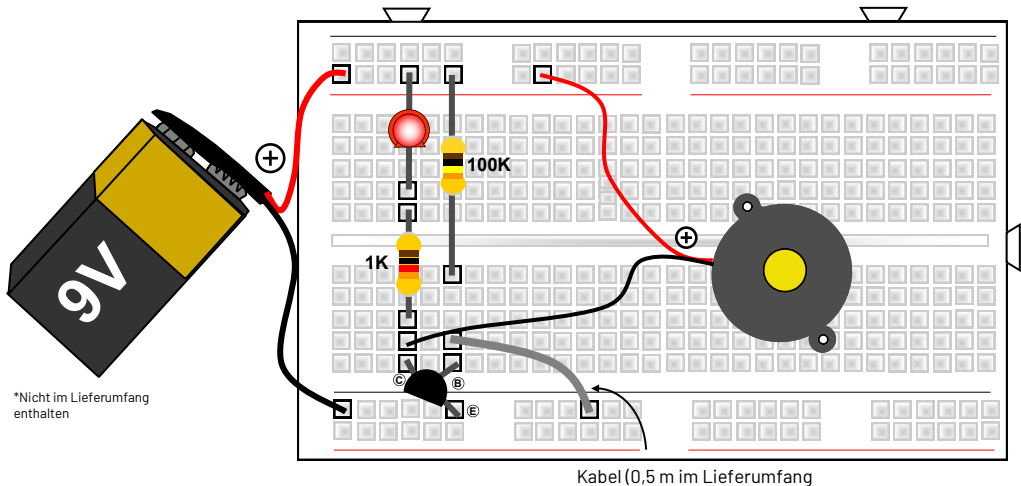 100K
1K
9V
C
B
E
*Nicht im Lieferumfang
enthalten
Kabel (0,5 m im Lieferumfang